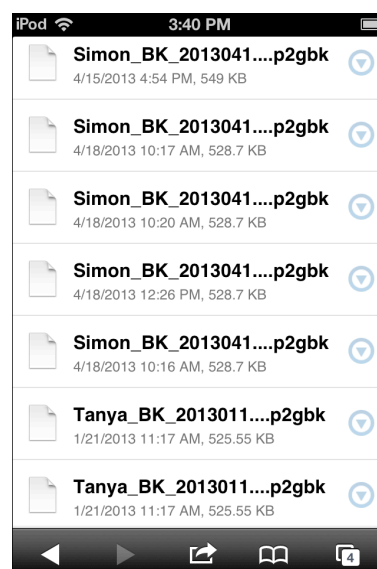 iPod 3:40 PM
Simon_BK_2013041....p2gbk
4/15/2013 4:54 PM, 549 KB
Simon_BK_2013041....p2gbk
4/18/2013 10:17 AM, 528.7 KB
Simon_BK_2013041....p2gbk
4/18/2013 10:20 AM, 528.7 KB
Simon_BK_2013041....p2gbk
4/18/2013 12:26 PM, 528.7 KB
Simon_BK_2013041....p2gbk
4/18/2013 10:16 AM, 528.7 KB
Tanya_BK_2013011....p2gbk
1/21/2013 11:17 AM, 525.55 KB
Tanya_BK_2013011....p2gbk
1/21/2013 11:17 AM, 525.55 KB
4